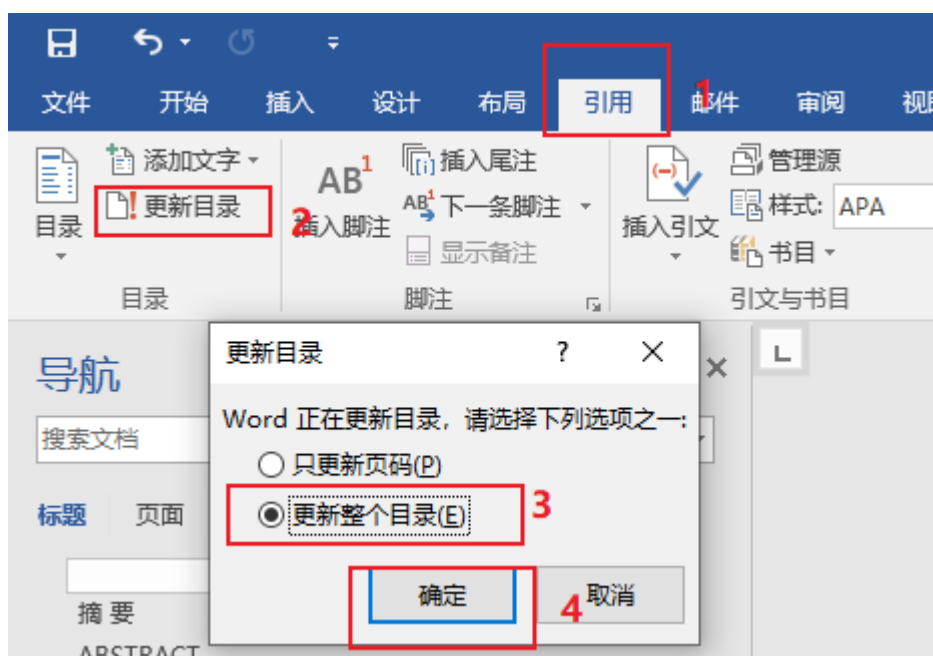 文件 开始 插入 设计 布局 引用 1 邮件 审阅
目录
添加文字
更新目录 2
目录
AB1
插入脚注
[i] 插入尾注
AB1 下一条脚注
显示备注
脚注
(-)
插入引文
管理源
样式: APA
书目
引文与书目
导航
搜索文档
标题 页面
摘 要
ABSTRACT
更新目录 ?
Word 正在更新目录，请选择下列选项之一:
只更新页码(P)
更新整个目录(E) 3
确定 4 取消